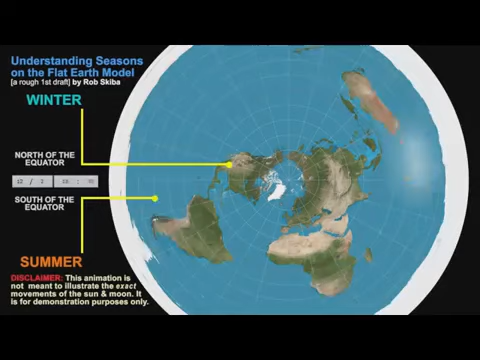 Understanding Seasons
on the Flat Earth Model
[a rough 1st draft] by Rob Skiba
WINTER
NORTH OF THE
EQUATOR
SOUTH OF THE
EQUATOR
SUMMER
DISCLAIMER: This animation is
not meant to illustrate the exact
movements of the sun & moon. It
is for demonstration purposes only.